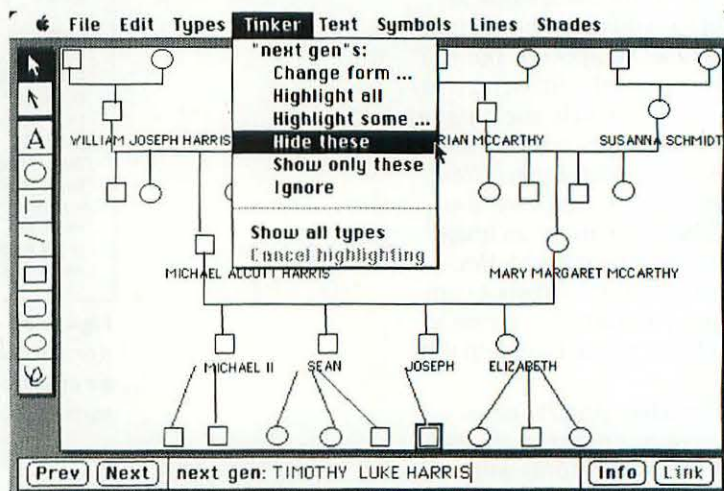 File Edit Types Tinker Text Symbols Lines Shades
"next gen"s:
Change form ...
Highlight all
Highlight some ...
Hide these
Show only these
Ignore
Show all types
Cancel highlighting
A
WILLIAM JOSEPH HARRIS
RIAN MCCARTHY
SUSANNA SCHMIDT
MICHAEL ALCOTT HARRIS
MARY MARGARET MCCARTHY
MICHAEL II
SEAN
JOSEPH
ELIZABETH
Prev Next next gen: TIMOTHY LUKE HARRIS Info Link